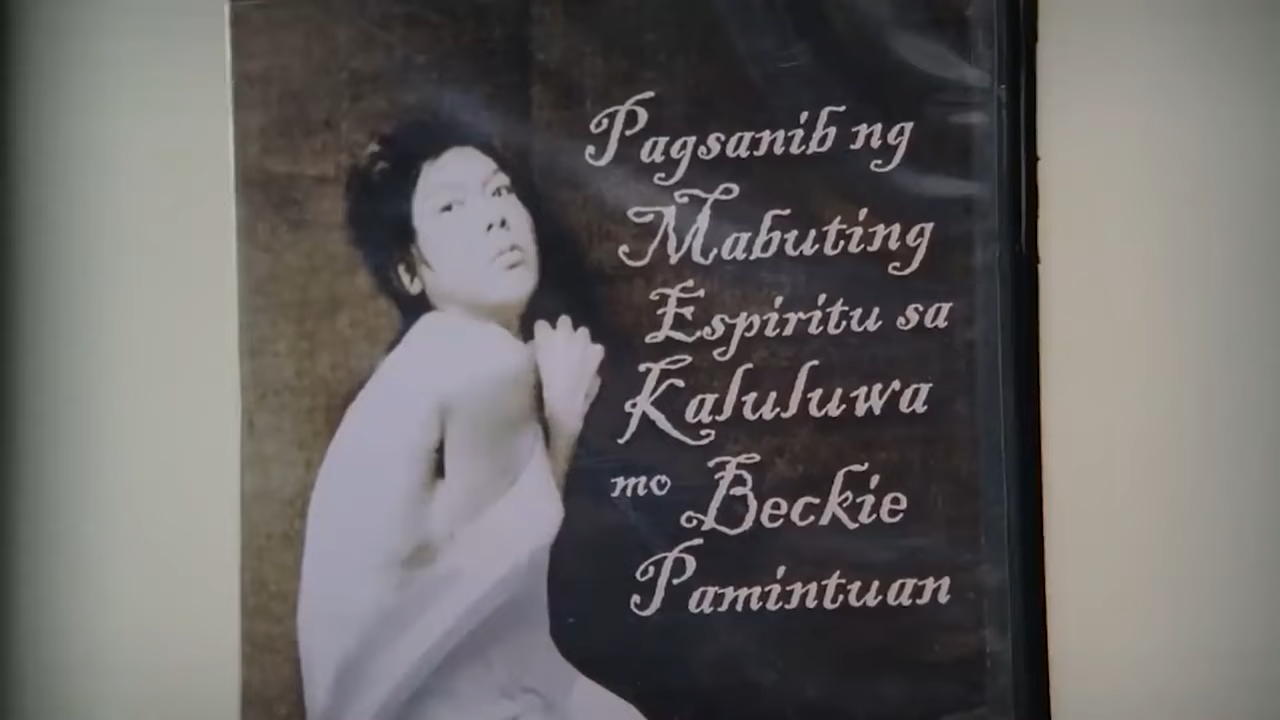 Pagsanib ng
Mabuting
Espiritu sa
Kaluluwa
mo Beckie
Pamintuan